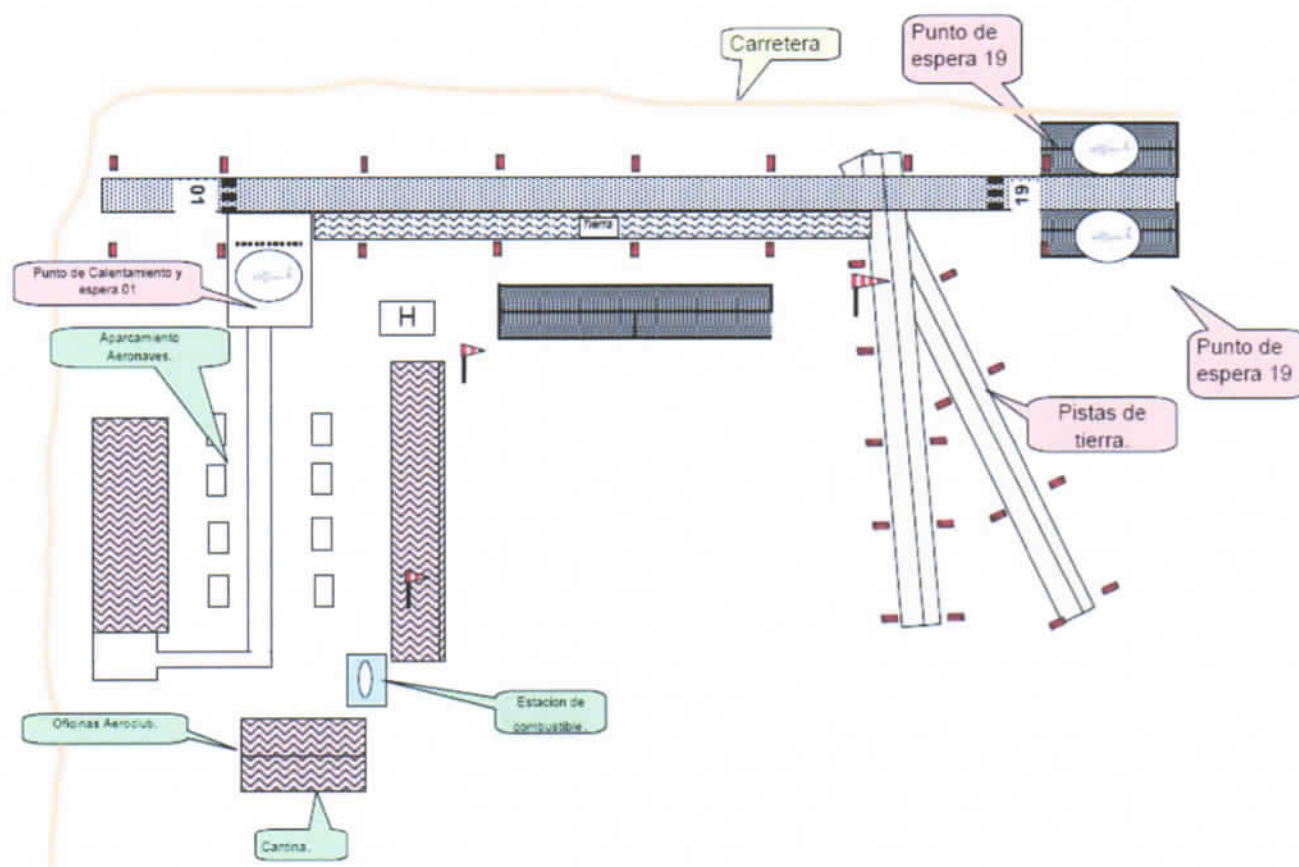 Carretera
Punto de
espera 19
01
19
Tierra
Punto de Calentamiento y
espera 01
H
Aparcamiento
Aeronaves.
Punto de
espera 19
Pistas de
tierra.
Estacion de
combustible.
Oficinas Aeroclub.
Cantina.